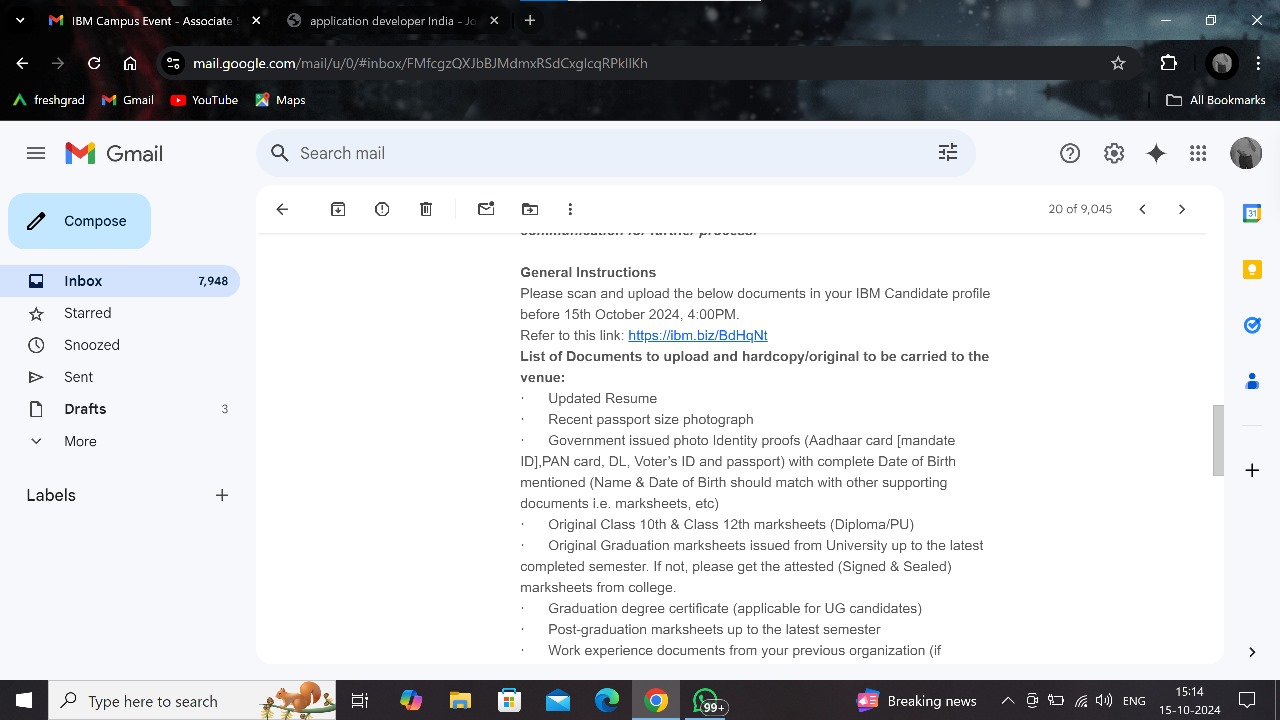 IBM Campus Event - Associate
application developer India - Jo
mail.google.com/mail/u/0/#inbox/FMfcgzQXJbBJMdmxRSdCxglcqRPkllKh
freshgrad
Gmail
YouTube
Maps
All Bookmarks
Gmail
Search mail
Compose
20 of 9,045
Inbox 7,948
Starred
Snoozed
Sent
Drafts 3
More
Labels
communication for further process.
General Instructions
Please scan and upload the below documents in your IBM Candidate profile
before 15th October 2024, 4:00PM.
Refer to this link: https://ibm.biz/BdHqNt
List of Documents to upload and hardcopy/original to be carried to the
venue:
· Updated Resume
· Recent passport size photograph
· Government issued photo Identity proofs (Aadhaar card [mandate
ID],PAN card, DL, Voter's ID and passport) with complete Date of Birth
mentioned (Name & Date of Birth should match with other supporting
documents i.e. marksheets, etc)
· Original Class 10th & Class 12th marksheets (Diploma/PU)
· Original Graduation marksheets issued from University up to the latest
completed semester. If not, please get the attested (Signed & Sealed)
marksheets from college.
· Graduation degree certificate (applicable for UG candidates)
· Post-graduation marksheets up to the latest semester
· Work experience documents from your previous organization (if
31
Type here to search
99+
Breaking news
ENG
15:14
15-10-2024